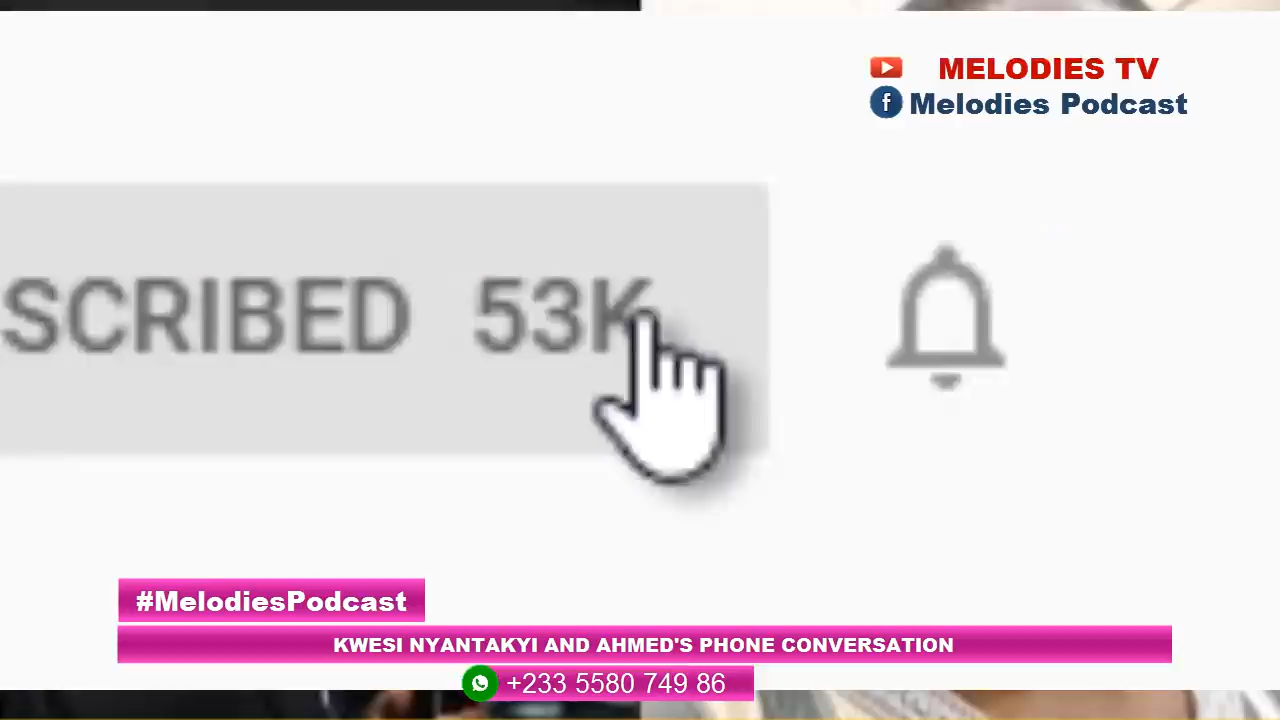 MELODIES TV
Melodies Podcast
SCRIBED 53K
#MelodiesPodcast
KWESI NYANTAKYI AND AHMED'S PHONE CONVERSATION
+233 5580 749 86